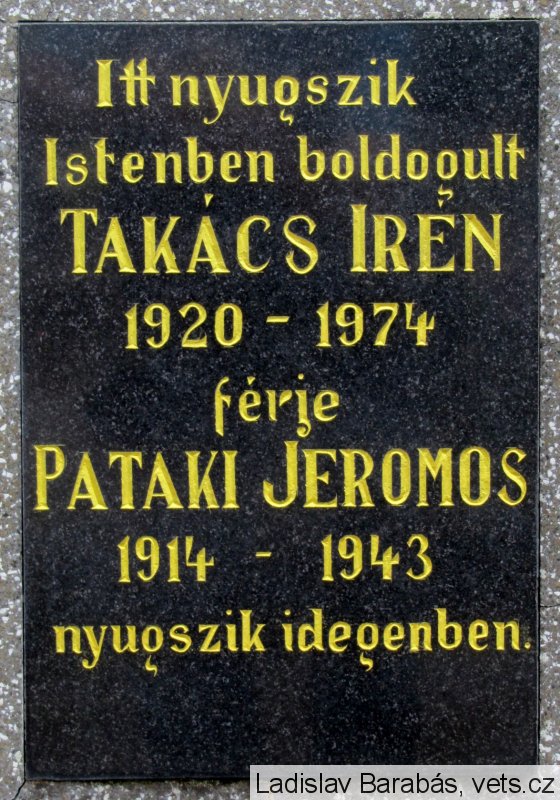 Itt nyugszik
Istenben boldogult
TAKÁCS IRÉN
1920 - 1974
férje
PATAKI JEROMOS
1914 - 1943
nyugszik idegenben.
Ladislav Barabás, vets.cz